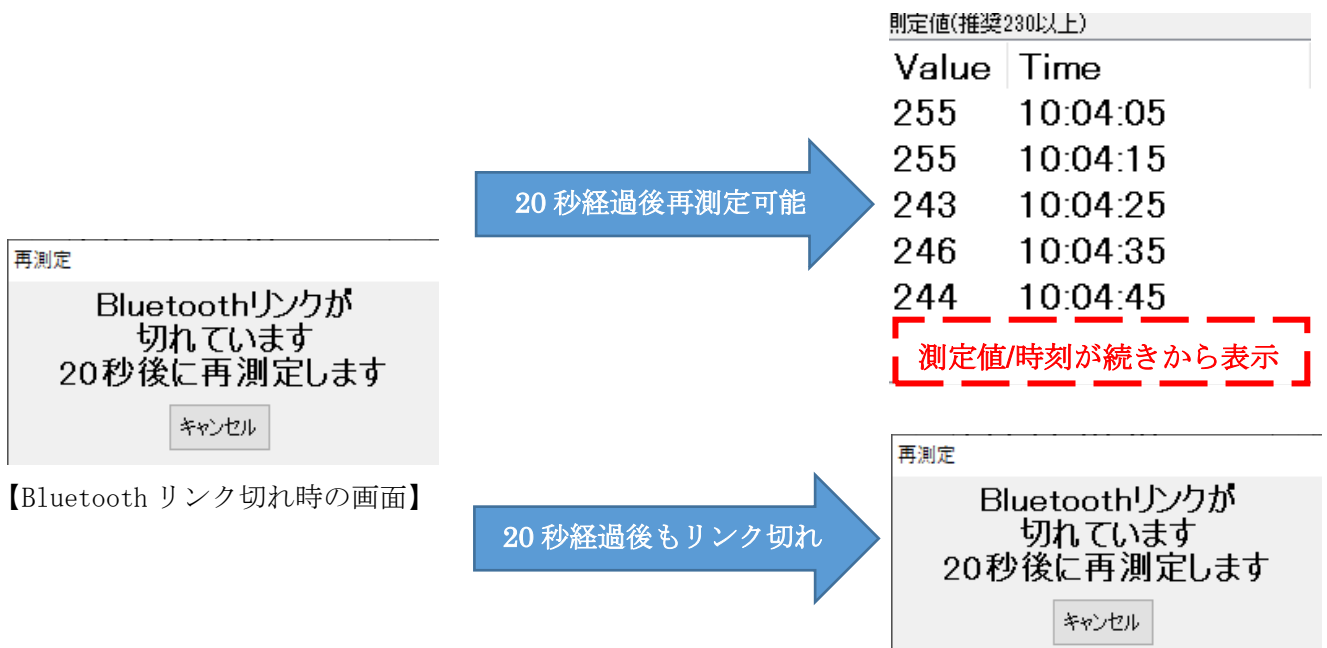 再測定
Bluetoothリンクが
切れています
20秒後に再測定します
キャンセル
【Bluetooth リンク切れ時の画面】
20 秒経過後再測定可能
測定値(推奨230以上)
Value Time
255 10:04:05
255 10:04:15
243 10:04:25
246 10:04:35
244 10:04:45
測定値/時刻が続きから表示
20 秒経過後もリンク切れ
再測定
Bluetoothリンクが
切れています
20秒後に再測定します
キャンセル